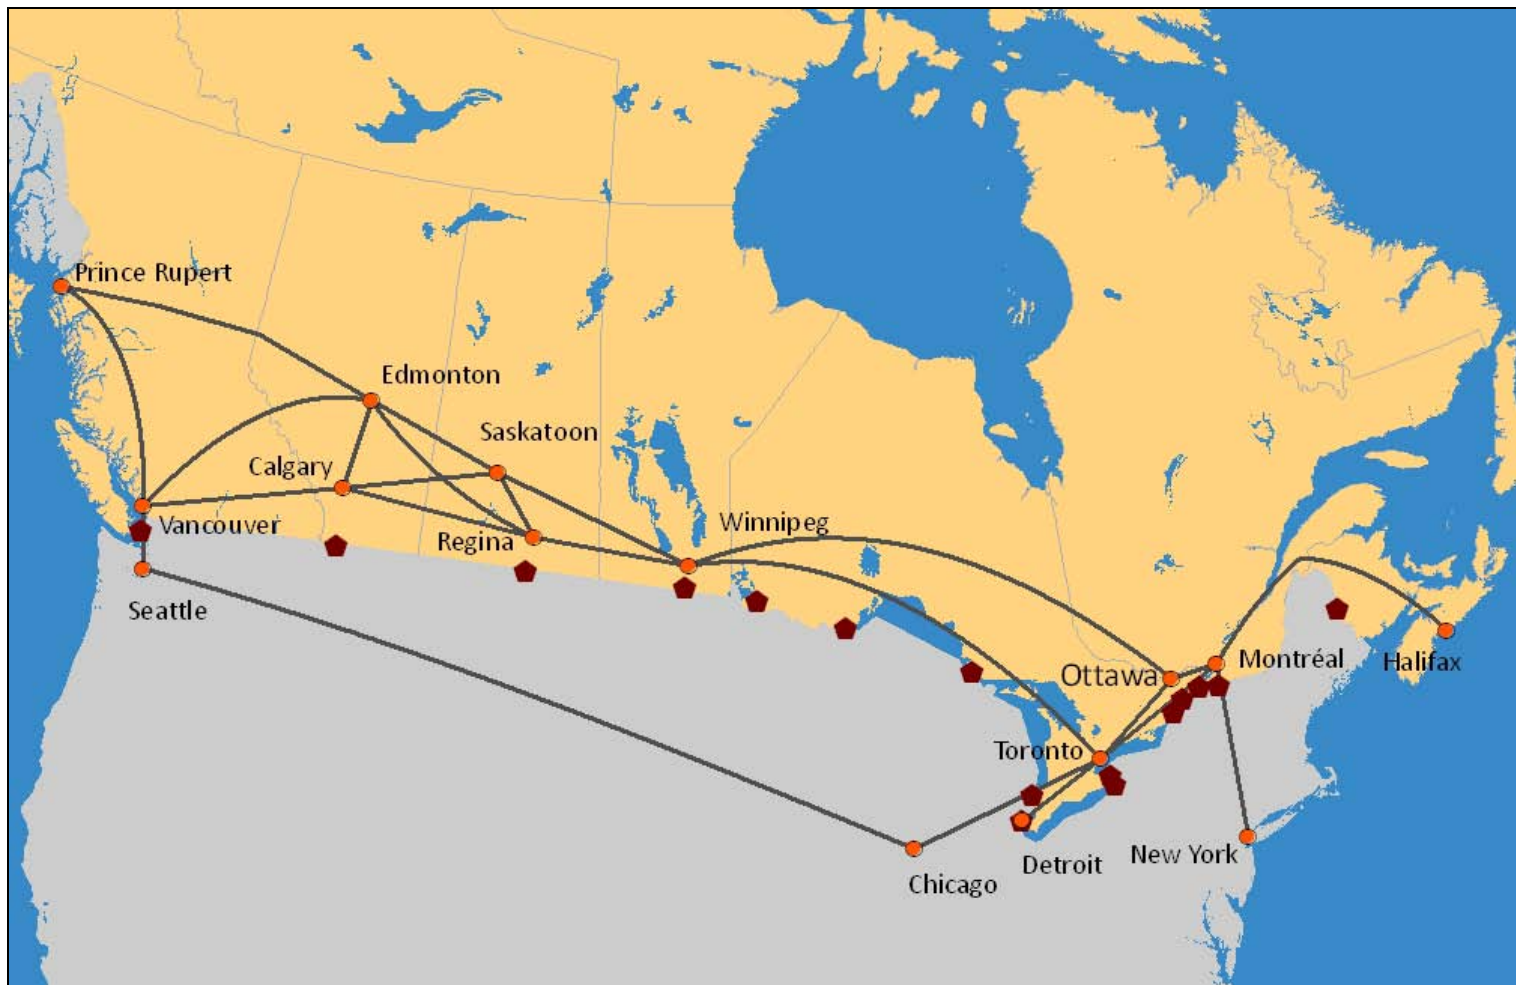 Prince Rupert
Edmonton
Saskatoon
Calgary
Vancouver
Regina
Winnipeg
Seattle
Ottawa
Montréal
Halifax
Toronto
Detroit
New York
Chicago